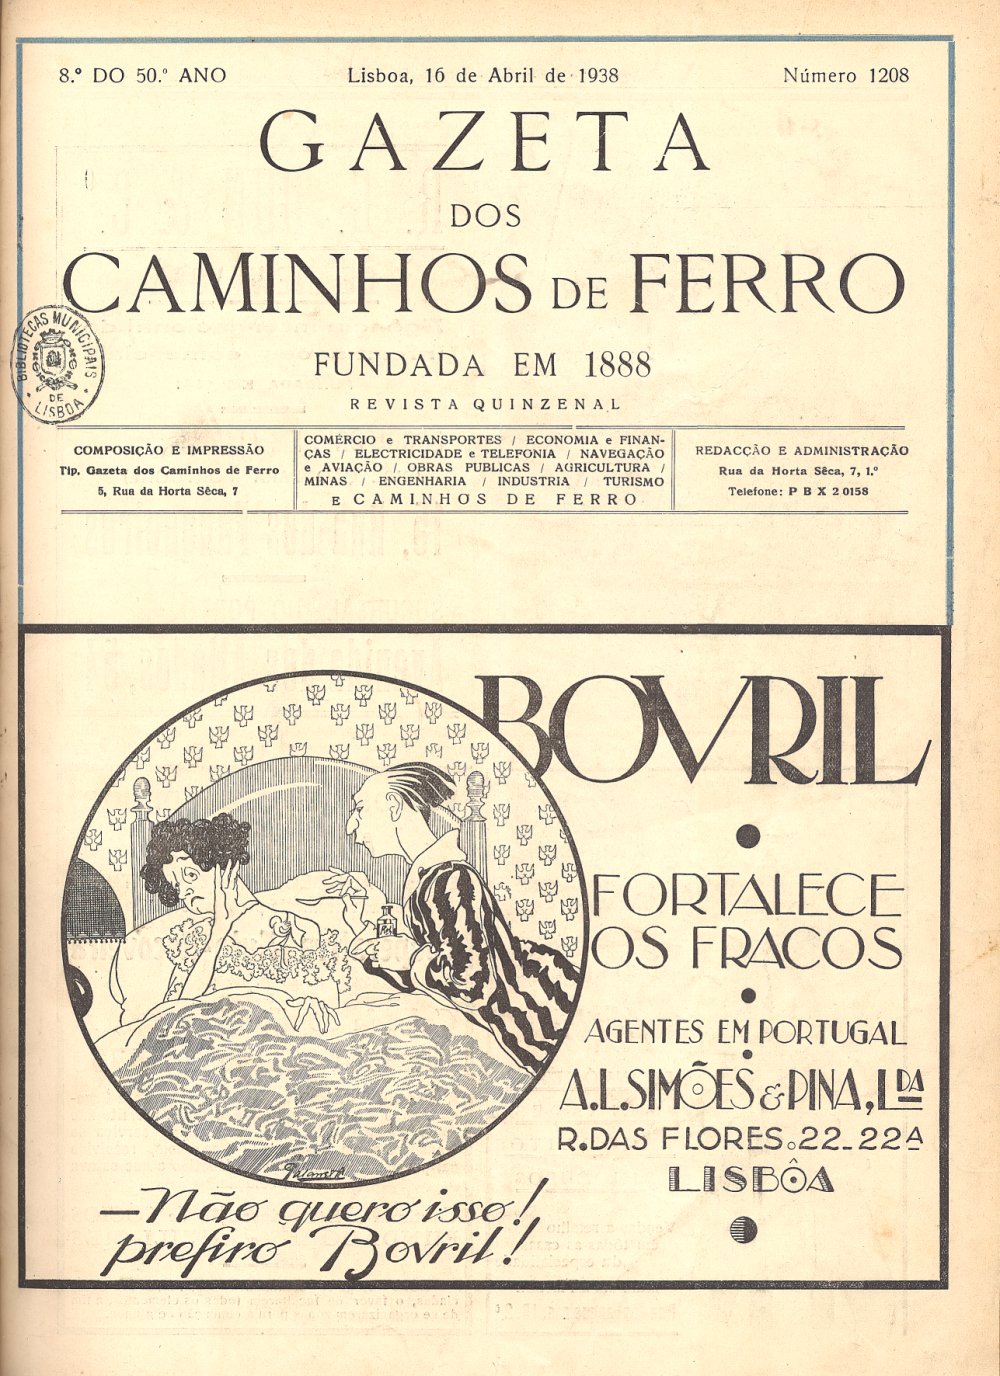 8.º DO 50.º ANO
Lisboa, 16 de Abril de 1938
Número 1208
GAZETA
DOS
CAMINHOS DE FERRO
FUNDADA EM 1888
REVISTA QUINZENAL
BIBLIOTECAS MUNICIPAIS
DE
LISBOA
COMPOSIÇÃO E IMPRESSÃO
Tip. Gazeta dos Caminhos de Ferro
5, Rua da Horta Sêca, 7
COMÉRCIO e TRANSPORTES / ECONOMIA e FINAN-
ÇAS / ELECTRICIDADE e TELEFONIA / NAVEGAÇÃO
e AVIAÇÃO / OBRAS PUBLICAS / AGRICULTURA /
MINAS / ENGENHARIA / INDUSTRIA / TURISMO
E CAMINHOS DE FERRO
REDACÇÃO E ADMINISTRAÇÃO
Rua da Horta Sêca, 7, 1.º
Telefone: P B X 2 0158
BOVRIL
FORTALECE
OS FRACOS
AGENTES EM PORTUGAL
A.L.SIMÕES & PINA, LDA
R.DAS FLORES. 22_22A
LISBÔA
—Não quero isso!
prefiro Bovril!